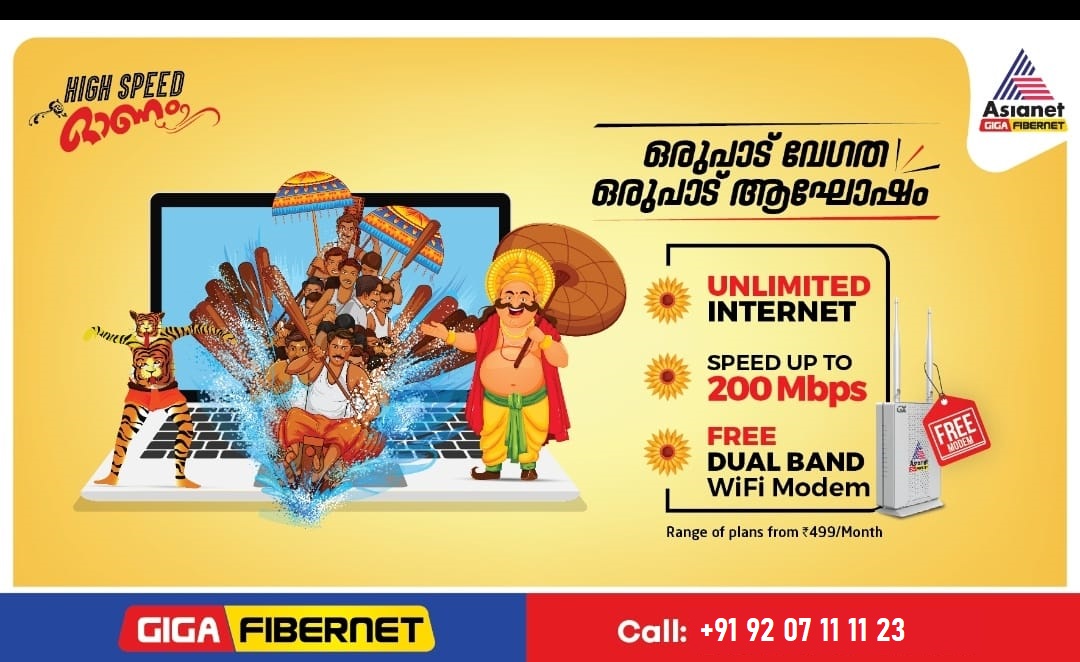 HIGH SPEED
ഓണം
Asianet
GIGA FIBERNET
ഒരുപാട് വേഗത
ഒരുപാട് ആഘോഷം
UNLIMITED
INTERNET
SPEED UP TO
200 Mbps
FREE
DUAL BAND
WiFi Modem
GX
Asianet
FREE
MODEM
Range of plans from ₹499/Month
GIGA FIBERNET
Call: +91 92 07 11 11 23